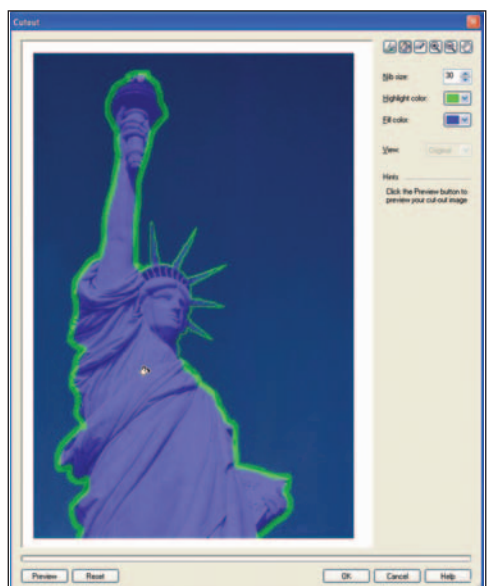 Cutout
Nib size: 30
Highlight color:
Fill color:
View: Original
Hints
Click the Preview button to
preview your cut-out image
Preview Reset OK Cancel Help